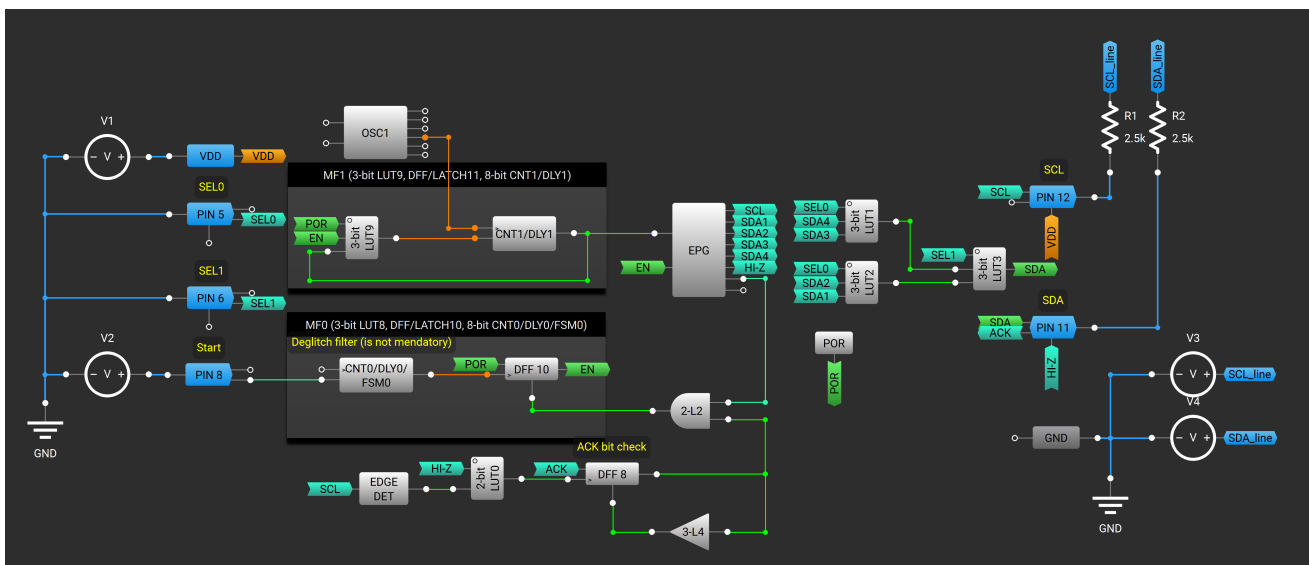 V1
− V +
VDD
VDD
SEL0
PIN 5
SEL0
SEL1
PIN 6
SEL1
V2
− V +
Start
PIN 8
GND
OSC1
MF1 (3-bit LUT9, DFF/LATCH11, 8-bit CNT1/DLY1)
POR
EN
3-bit
LUT9
CNT1/DLY1
MF0 (3-bit LUT8, DFF/LATCH10, 8-bit CNT0/DLY0/FSM0)
Deglitch filter (is not mendatory)
CNT0/DLY0/
FSM0
POR
DFF 10
EN
ACK bit check
SCL
EDGE
DET
HI-Z
2-bit
LUT0
ACK
DFF 8
2-L2
3-L4
EN
EPG
SCL
SDA1
SDA2
SDA3
SDA4
HI-Z
SEL0
SDA4
SDA3
3-bit
LUT1
SEL0
SDA2
SDA1
3-bit
LUT2
SEL1
3-bit
LUT3
SDA
POR
POR
SCL_line
SDA_line
R1
2.5k
R2
2.5k
SCL
SCL
PIN 12
VDD
SDA
SDA
ACK
PIN 11
HI-Z
V3
− V +
SCL_line
V4
− V +
SDA_line
GND
GND